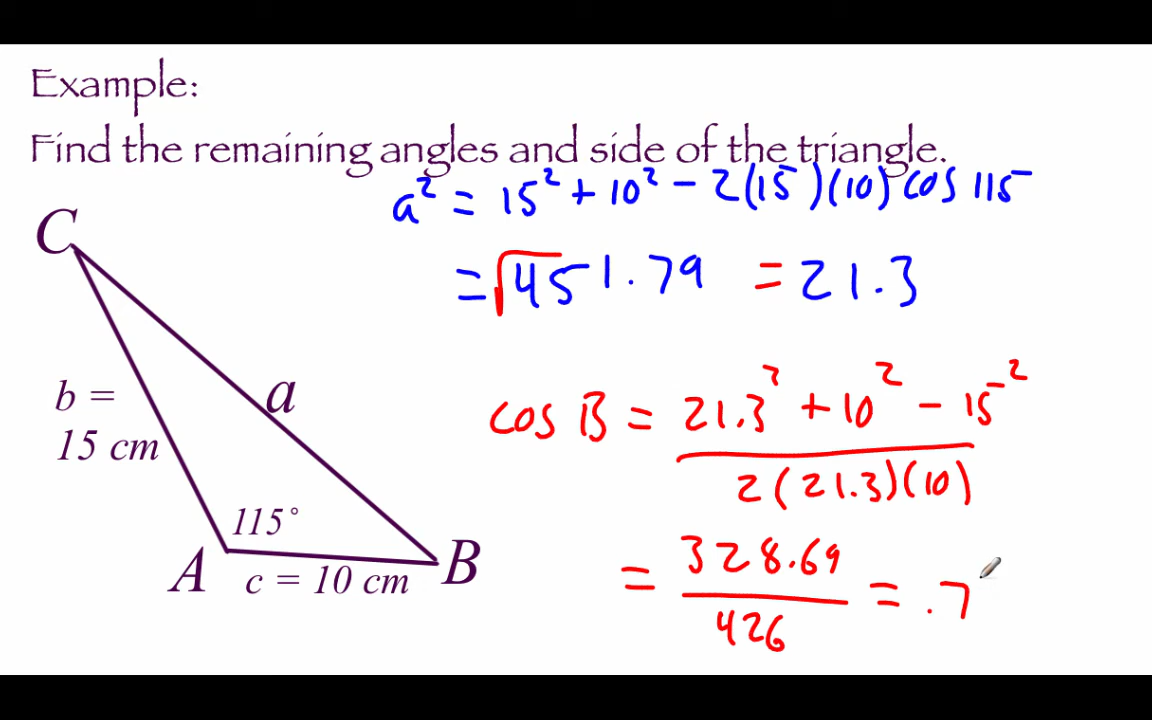 Example:
Find the remaining angles and side of the triangle.
a² = 15² + 10² - 2(15)(10) cos 115
= √451.79 = 21.3
C
b =
15 cm
a
115°
A
c = 10 cm
B
cos B = 21.3² + 10² - 15²
2(21.3)(10)
= 328.69
426
= .7